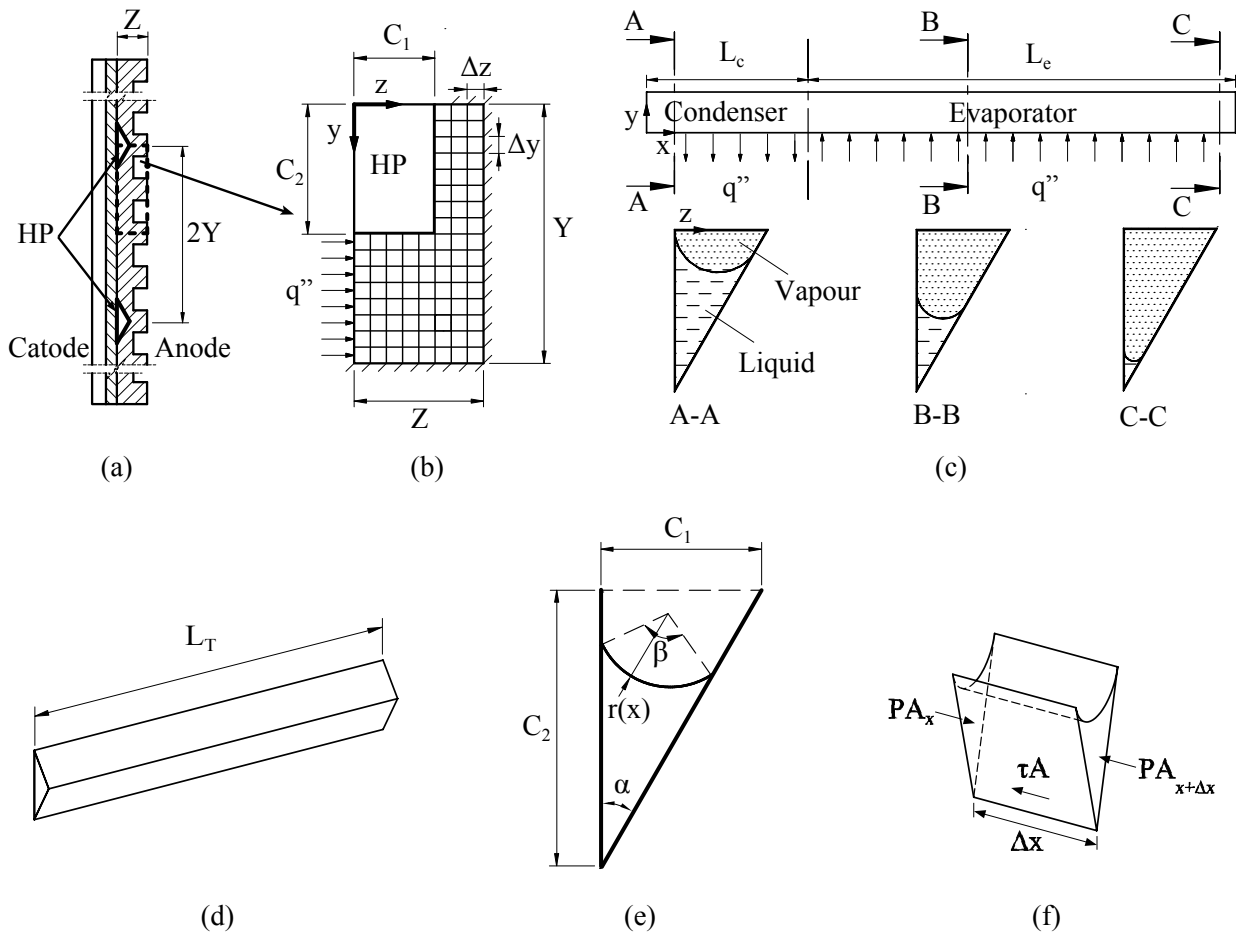 Z
HP
2Y
Catode
Anode
(a)
C₁
Δz
z
y
Δy
C₂
HP
Y
q”
Z
(b)
A
B
C
L_c
L_e
y
Condenser
Evaporator
x
q”
q”
A
B
C
z
Vapour
Liquid
A-A
B-B
C-C
(c)
L_T
(d)
C₁
β
r(x)
C₂
α
(e)
PA_x
τA
PA_{x+Δx}
Δx
(f)